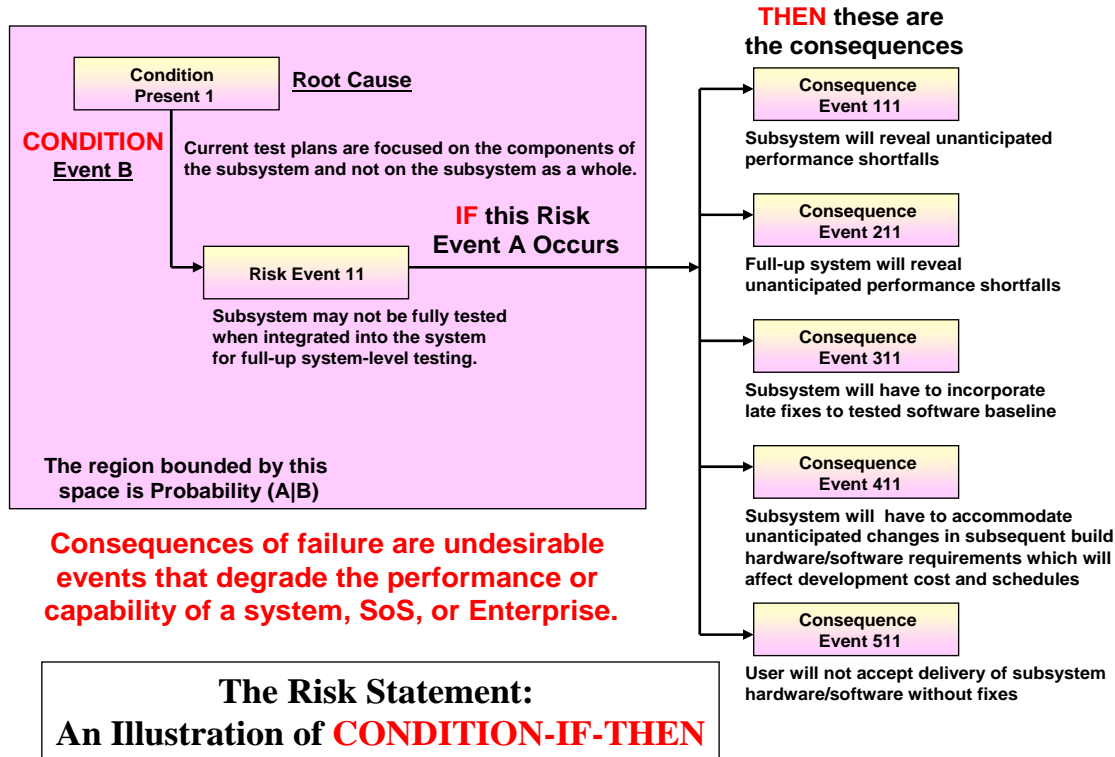 Condition
Present 1
Root Cause
CONDITION
Event B
Current test plans are focused on the components of
the subsystem and not on the subsystem as a whole.
IF this Risk
Event A Occurs
Risk Event 11
Subsystem may not be fully tested
when integrated into the system
for full-up system-level testing.
The region bounded by this
space is Probability (A|B)
THEN these are
the consequences
Consequence
Event 111
Subsystem will reveal unanticipated
performance shortfalls
Consequence
Event 211
Full-up system will reveal
unanticipated performance shortfalls
Consequence
Event 311
Subsystem will have to incorporate
late fixes to tested software baseline
Consequence
Event 411
Subsystem will  have to accommodate
unanticipated changes in subsequent build
hardware/software requirements which will
affect development cost and schedules
Consequence
Event 511
User will not accept delivery of subsystem
hardware/software without fixes
Consequences of failure are undesirable
events that degrade the performance or
capability of a system, SoS, or Enterprise.
The Risk Statement:
An Illustration of CONDITION-IF-THEN